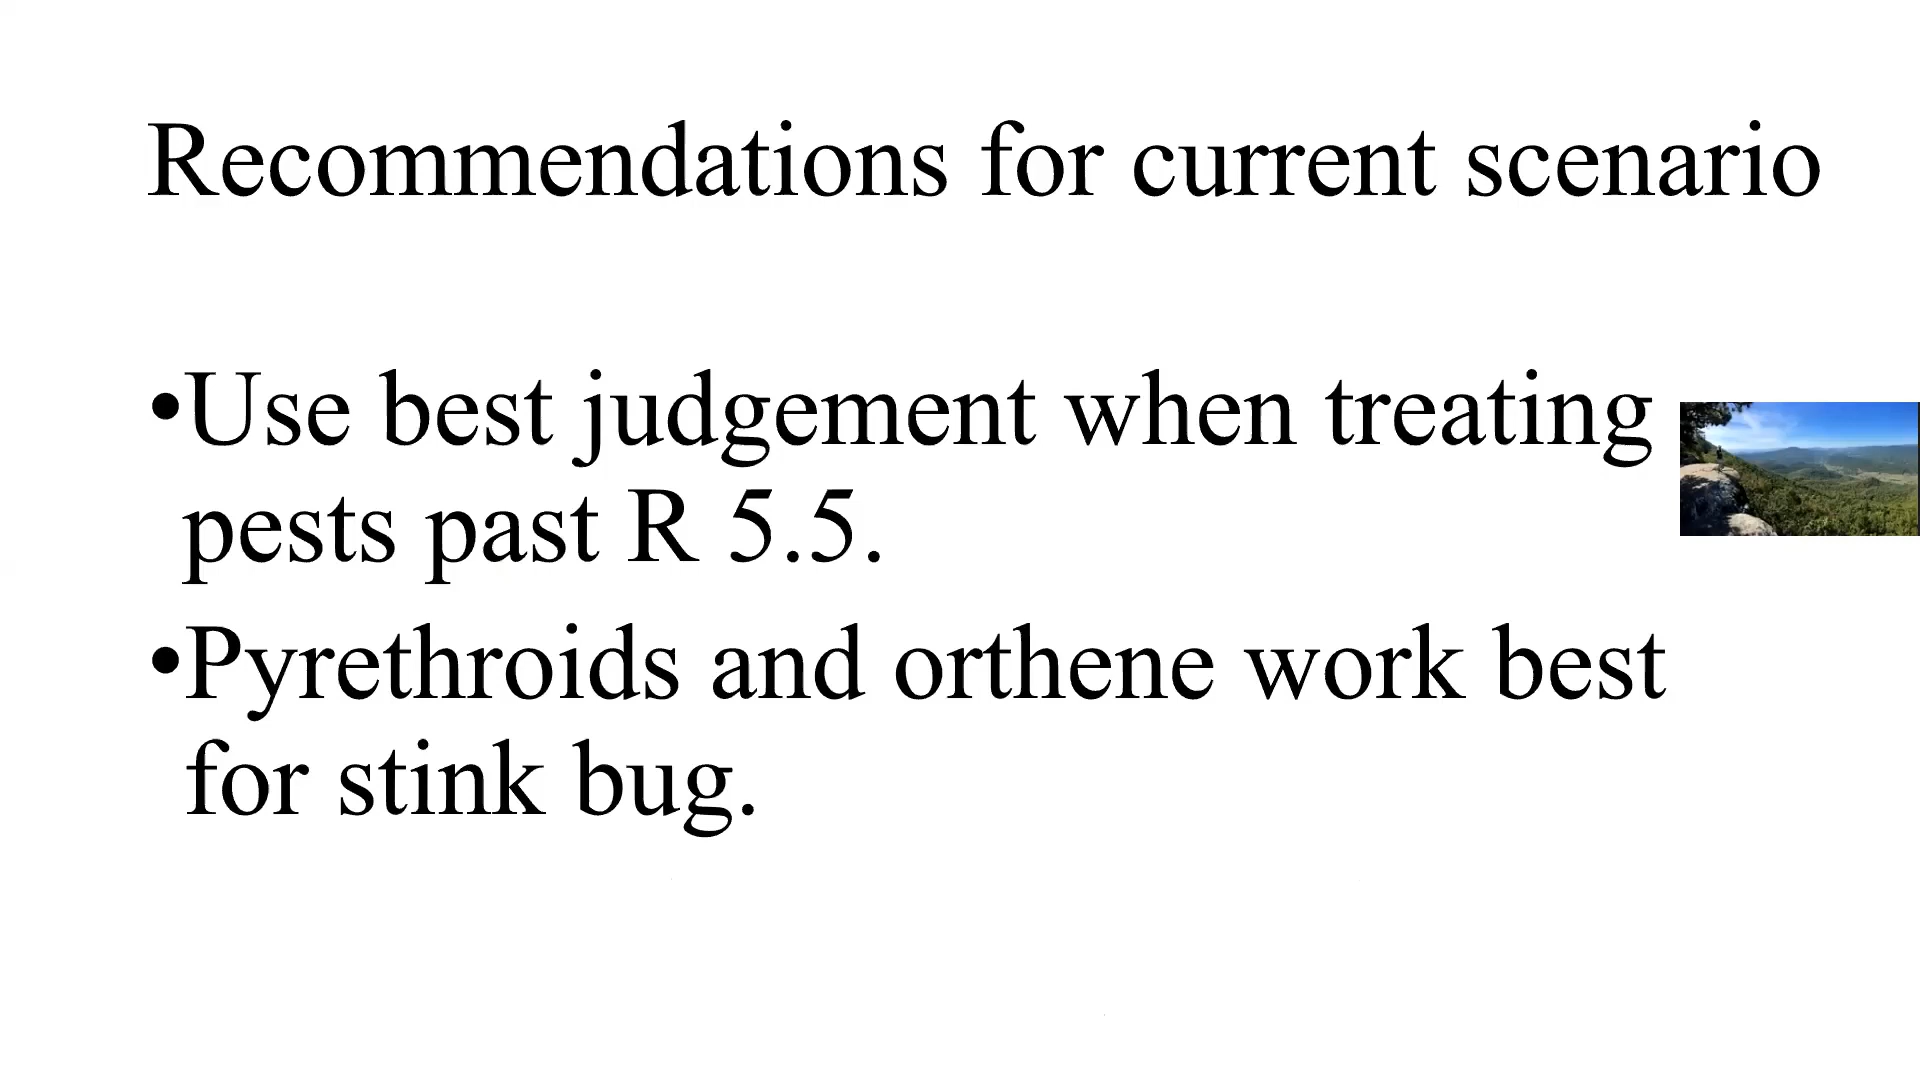 Recommendations for current scenario
•Use best judgement when treating
pests past R 5.5.
•Pyrethroids and orthene work best
for stink bug.